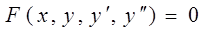 F ( x, y, y′, y″ ) = 0